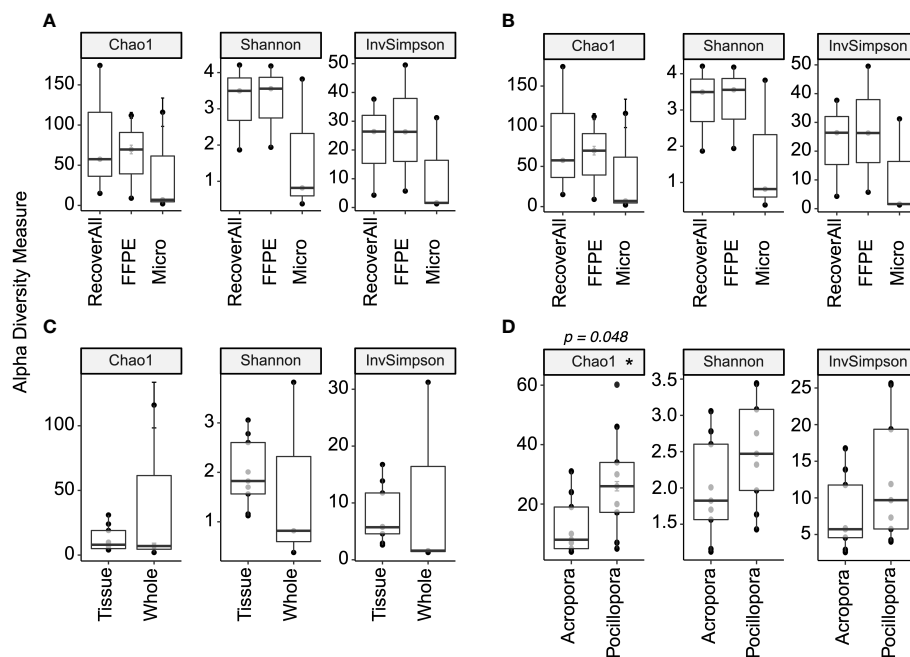 A
Chao1
Shannon
InvSimpson
150
100
50
0
4
3
2
1
50
40
30
20
10
0
RecoverAll
FFPE
Micro
RecoverAll
FFPE
Micro
RecoverAll
FFPE
Micro
B
Chao1
Shannon
InvSimpson
150
100
50
0
4
3
2
1
50
40
30
20
10
0
RecoverAll
FFPE
Micro
RecoverAll
FFPE
Micro
RecoverAll
FFPE
Micro
Alpha Diversity Measure
C
Chao1
Shannon
InvSimpson
100
50
0
3
2
1
30
20
10
0
Tissue
Whole
Tissue
Whole
Tissue
Whole
D
p = 0.048
Chao1 *
Shannon
InvSimpson
60
40
20
3.5
3.0
2.5
2.0
1.5
25
20
15
10
5
Acropora
Pocillopora
Acropora
Pocillopora
Acropora
Pocillopora